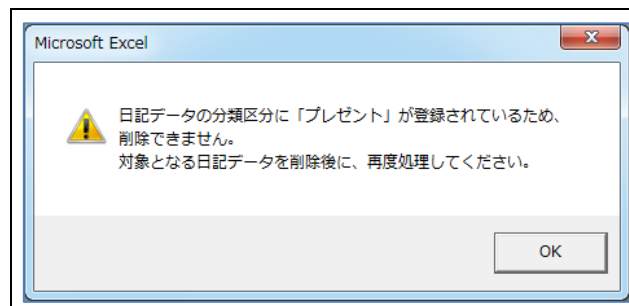 Microsoft Excel
日記データの分類区分に「プレゼント」が登録されているため、
削除できません。
対象となる日記データを削除後に、再度処理してください。
OK